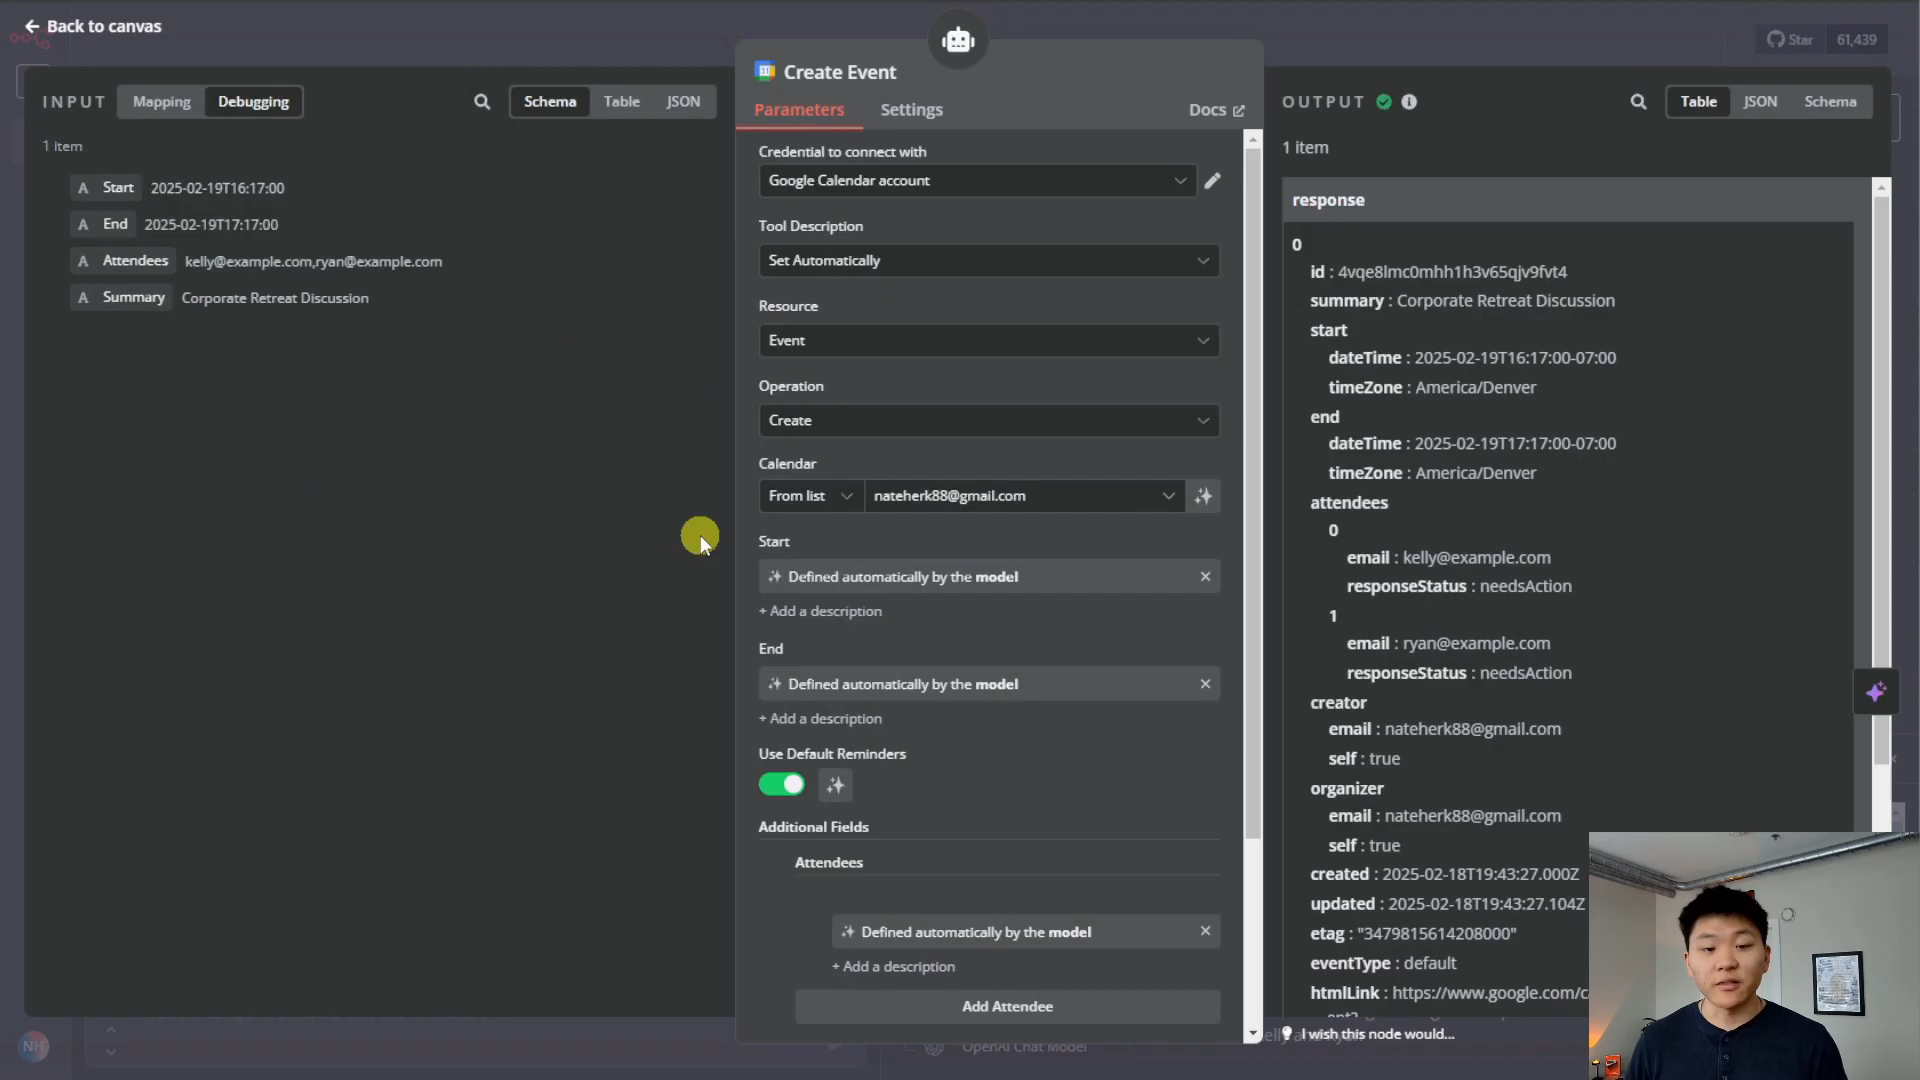 Back to canvas
Star 61,439
INPUT Mapping Debugging Schema Table JSON
1 item
A Start 2025-02-19T16:17:00
A End 2025-02-19T17:17:00
A Attendees kelly@example.com,ryan@example.com
A Summary Corporate Retreat Discussion
31 Create Event
Parameters Settings Docs
Credential to connect with
Google Calendar account
Tool Description
Set Automatically
Resource
Event
Operation
Create
Calendar
From list nateherk88@gmail.com
Start
Defined automatically by the model
+ Add a description
End
Defined automatically by the model
+ Add a description
Use Default Reminders
Additional Fields
Attendees
Defined automatically by the model
+ Add a description
Add Attendee
OUTPUT Table JSON Schema
1 item
response
0
id : 4vqe8lmc0mhh1h3v65qjv9fvt4
summary : Corporate Retreat Discussion
start
dateTime : 2025-02-19T16:17:00-07:00
timeZone : America/Denver
end
dateTime : 2025-02-19T17:17:00-07:00
timeZone : America/Denver
attendees
0
email : kelly@example.com
responseStatus : needsAction
1
email : ryan@example.com
responseStatus : needsAction
creator
email : nateherk88@gmail.com
self : true
organizer
email : nateherk88@gmail.com
self : true
created : 2025-02-18T19:43:27.000Z
updated : 2025-02-18T19:43:27.104Z
etag : "3479815614208000"
eventType : default
htmlLink : https://www.google.com/c
I wish this node would...
NH
OpenAI Chat Model